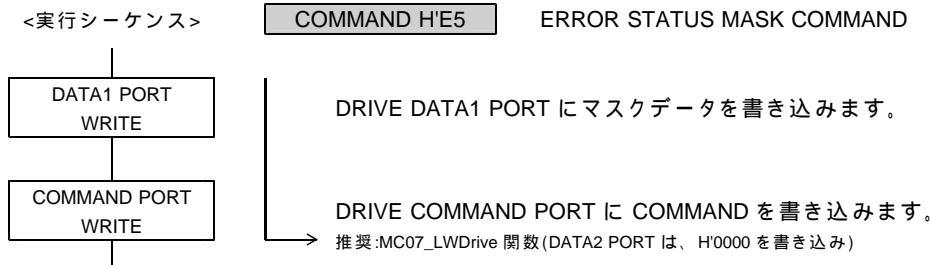 <実行シーケンス> COMMAND H'E5 ERROR STATUS MASK COMMAND
DATA1 PORT
WRITE
DRIVE DATA1 PORT にマスクデータを書き込みます。
COMMAND PORT
WRITE
DRIVE COMMAND PORT に COMMAND を書き込みます。
推奨:MC07_LWDrive 関数(DATA2 PORT は、H'0000 を書き込み)